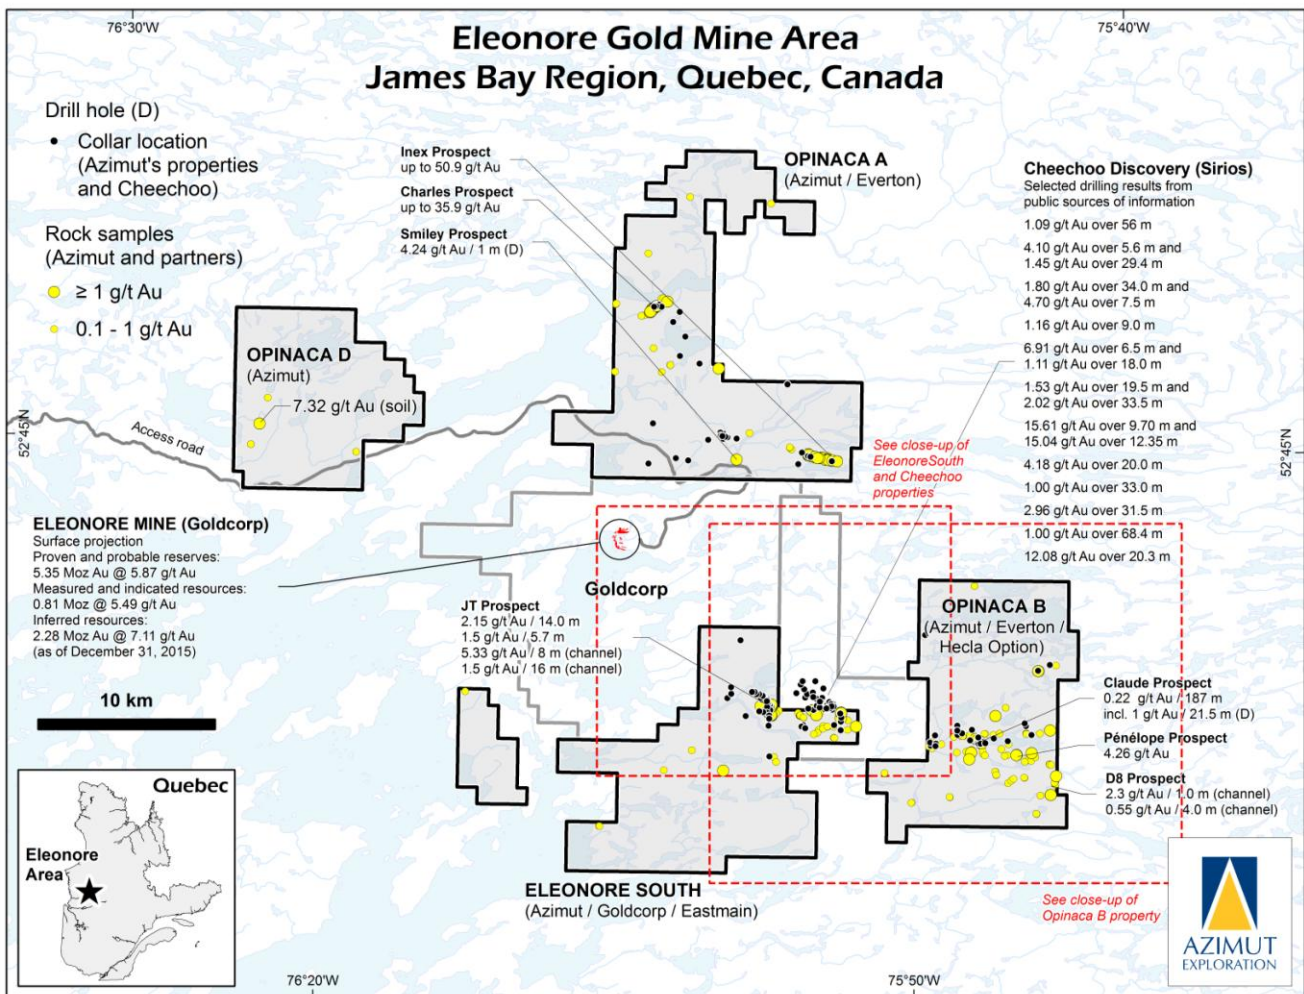 76°30'W
75°40'W
Eleonore Gold Mine Area
James Bay Region, Quebec, Canada
Drill hole (D)
Collar location
(Azimut's properties
and Cheechoo)
Rock samples
(Azimut and partners)
≥ 1 g/t Au
0.1 - 1 g/t Au
Inex Prospect
up to 50.9 g/t Au
Charles Prospect
up to 35.9 g/t Au
Smiley Prospect
4.24 g/t Au / 1 m (D)
OPINACA A
(Azimut / Everton)
Cheechoo Discovery (Sirios)
Selected drilling results from
public sources of information
1.09 g/t Au over 56 m
4.10 g/t Au over 5.6 m and
1.45 g/t Au over 29.4 m
1.80 g/t Au over 34.0 m and
4.70 g/t Au over 7.5 m
1.16 g/t Au over 9.0 m
6.91 g/t Au over 6.5 m and
1.11 g/t Au over 18.0 m
1.53 g/t Au over 19.5 m and
2.02 g/t Au over 33.5 m
15.61 g/t Au over 9.70 m and
15.04 g/t Au over 12.35 m
4.18 g/t Au over 20.0 m
1.00 g/t Au over 33.0 m
2.96 g/t Au over 31.5 m
1.00 g/t Au over 68.4 m
12.08 g/t Au over 20.3 m
OPINACA D
(Azimut)
7.32 g/t Au (soil)
52°45'N
Access road
52°45'N
See close-up of
EleonoreSouth
and Cheechoo
properties
ELEONORE MINE (Goldcorp)
Surface projection
Proven and probable reserves:
5.35 Moz Au @ 5.87 g/t Au
Measured and indicated resources:
0.81 Moz @ 5.49 g/t Au
Inferred resources:
2.28 Moz Au @ 7.11 g/t Au
(as of December 31, 2015)
Goldcorp
JT Prospect
2.15 g/t Au / 14.0 m
1.5 g/t Au / 5.7 m
5.33 g/t Au / 8 m (channel)
1.5 g/t Au / 16 m (channel)
OPINACA B
(Azimut / Everton /
Hecla Option)
Claude Prospect
0.22 g/t Au / 187 m
incl. 1 g/t Au / 21.5 m (D)
Pénélope Prospect
4.26 g/t Au
D8 Prospect
2.3 g/t Au / 1.0 m (channel)
0.55 g/t Au / 4.0 m (channel)
10 km
Quebec
Eleonore
Area
ELEONORE SOUTH
(Azimut / Goldcorp / Eastmain)
See close-up of
Opinaca B property
AZIMUT
EXPLORATION
76°20'W
75°50'W